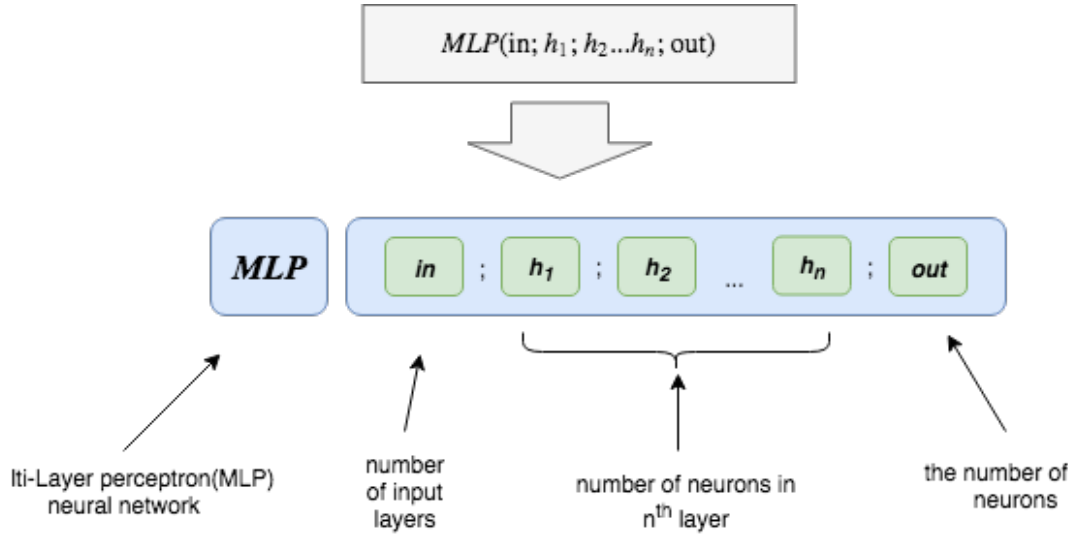 MLP(in; h₁; h₂...hₙ; out)
MLP in ; h₁ ; h₂ ... hₙ ; out
lti-Layer perceptron(MLP)
neural network
number
of input
layers
number of neurons in
nᵗʰ layer
the number of
neurons